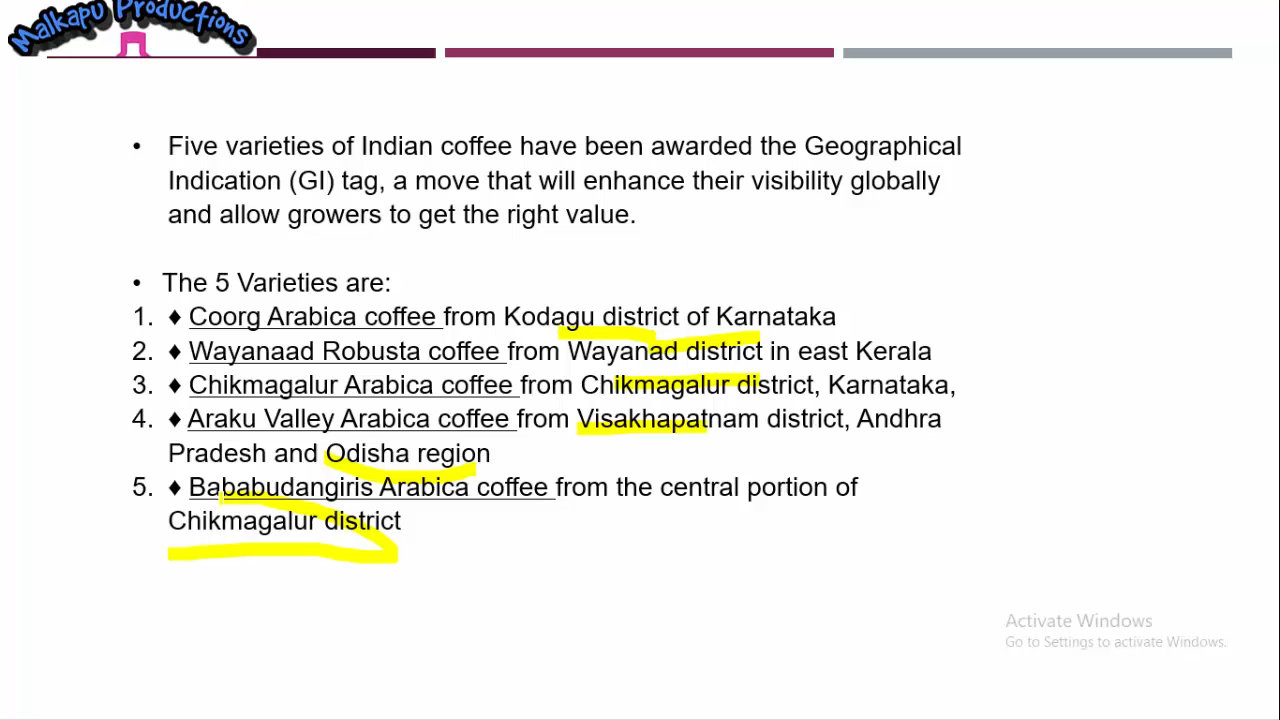 Malkapu Productions
• Five varieties of Indian coffee have been awarded the Geographical
Indication (GI) tag, a move that will enhance their visibility globally
and allow growers to get the right value.
• The 5 Varieties are:
1. ♦ Coorg Arabica coffee from Kodagu district of Karnataka
2. ♦ Wayanaad Robusta coffee from Wayanad district in east Kerala
3. ♦ Chikmagalur Arabica coffee from Chikmagalur district, Karnataka,
4. ♦ Araku Valley Arabica coffee from Visakhapatnam district, Andhra
Pradesh and Odisha region
5. ♦ Bababudangiris Arabica coffee from the central portion of
Chikmagalur district
Activate Windows
Go to Settings to activate Windows.